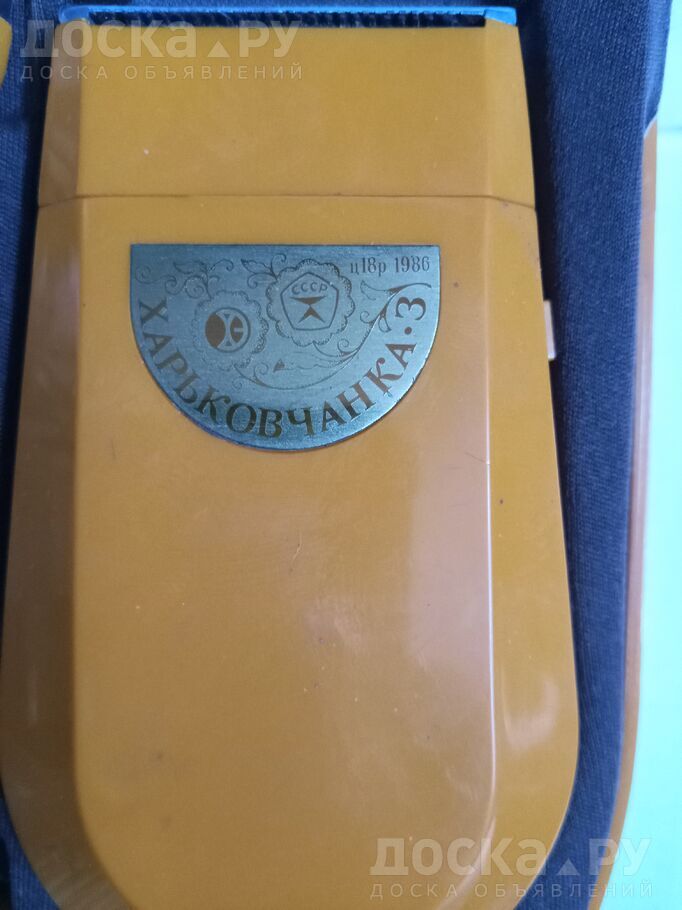 ДОСКА.РУ
ДОСКА ОБЪЯВЛЕНИЙ
ц18р 1986
СССР
ХАРЬКОВЧАНКА·3
ДОСКА.РУ
ДОСКА ОБЪЯВЛЕНИЙ